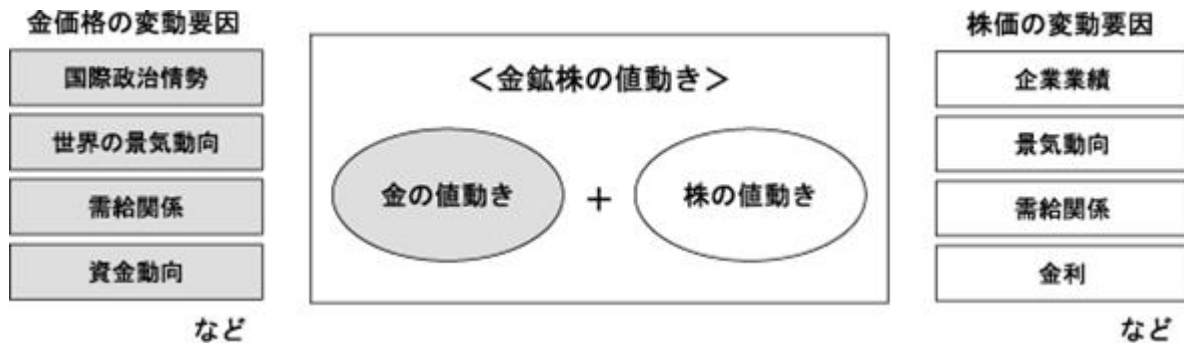 金価格の変動要因
国際政治情勢
世界の景気動向
需給関係
資金動向
など
＜金鉱株の値動き＞
金の値動き
+
株の値動き
株価の変動要因
企業業績
景気動向
需給関係
金利
など